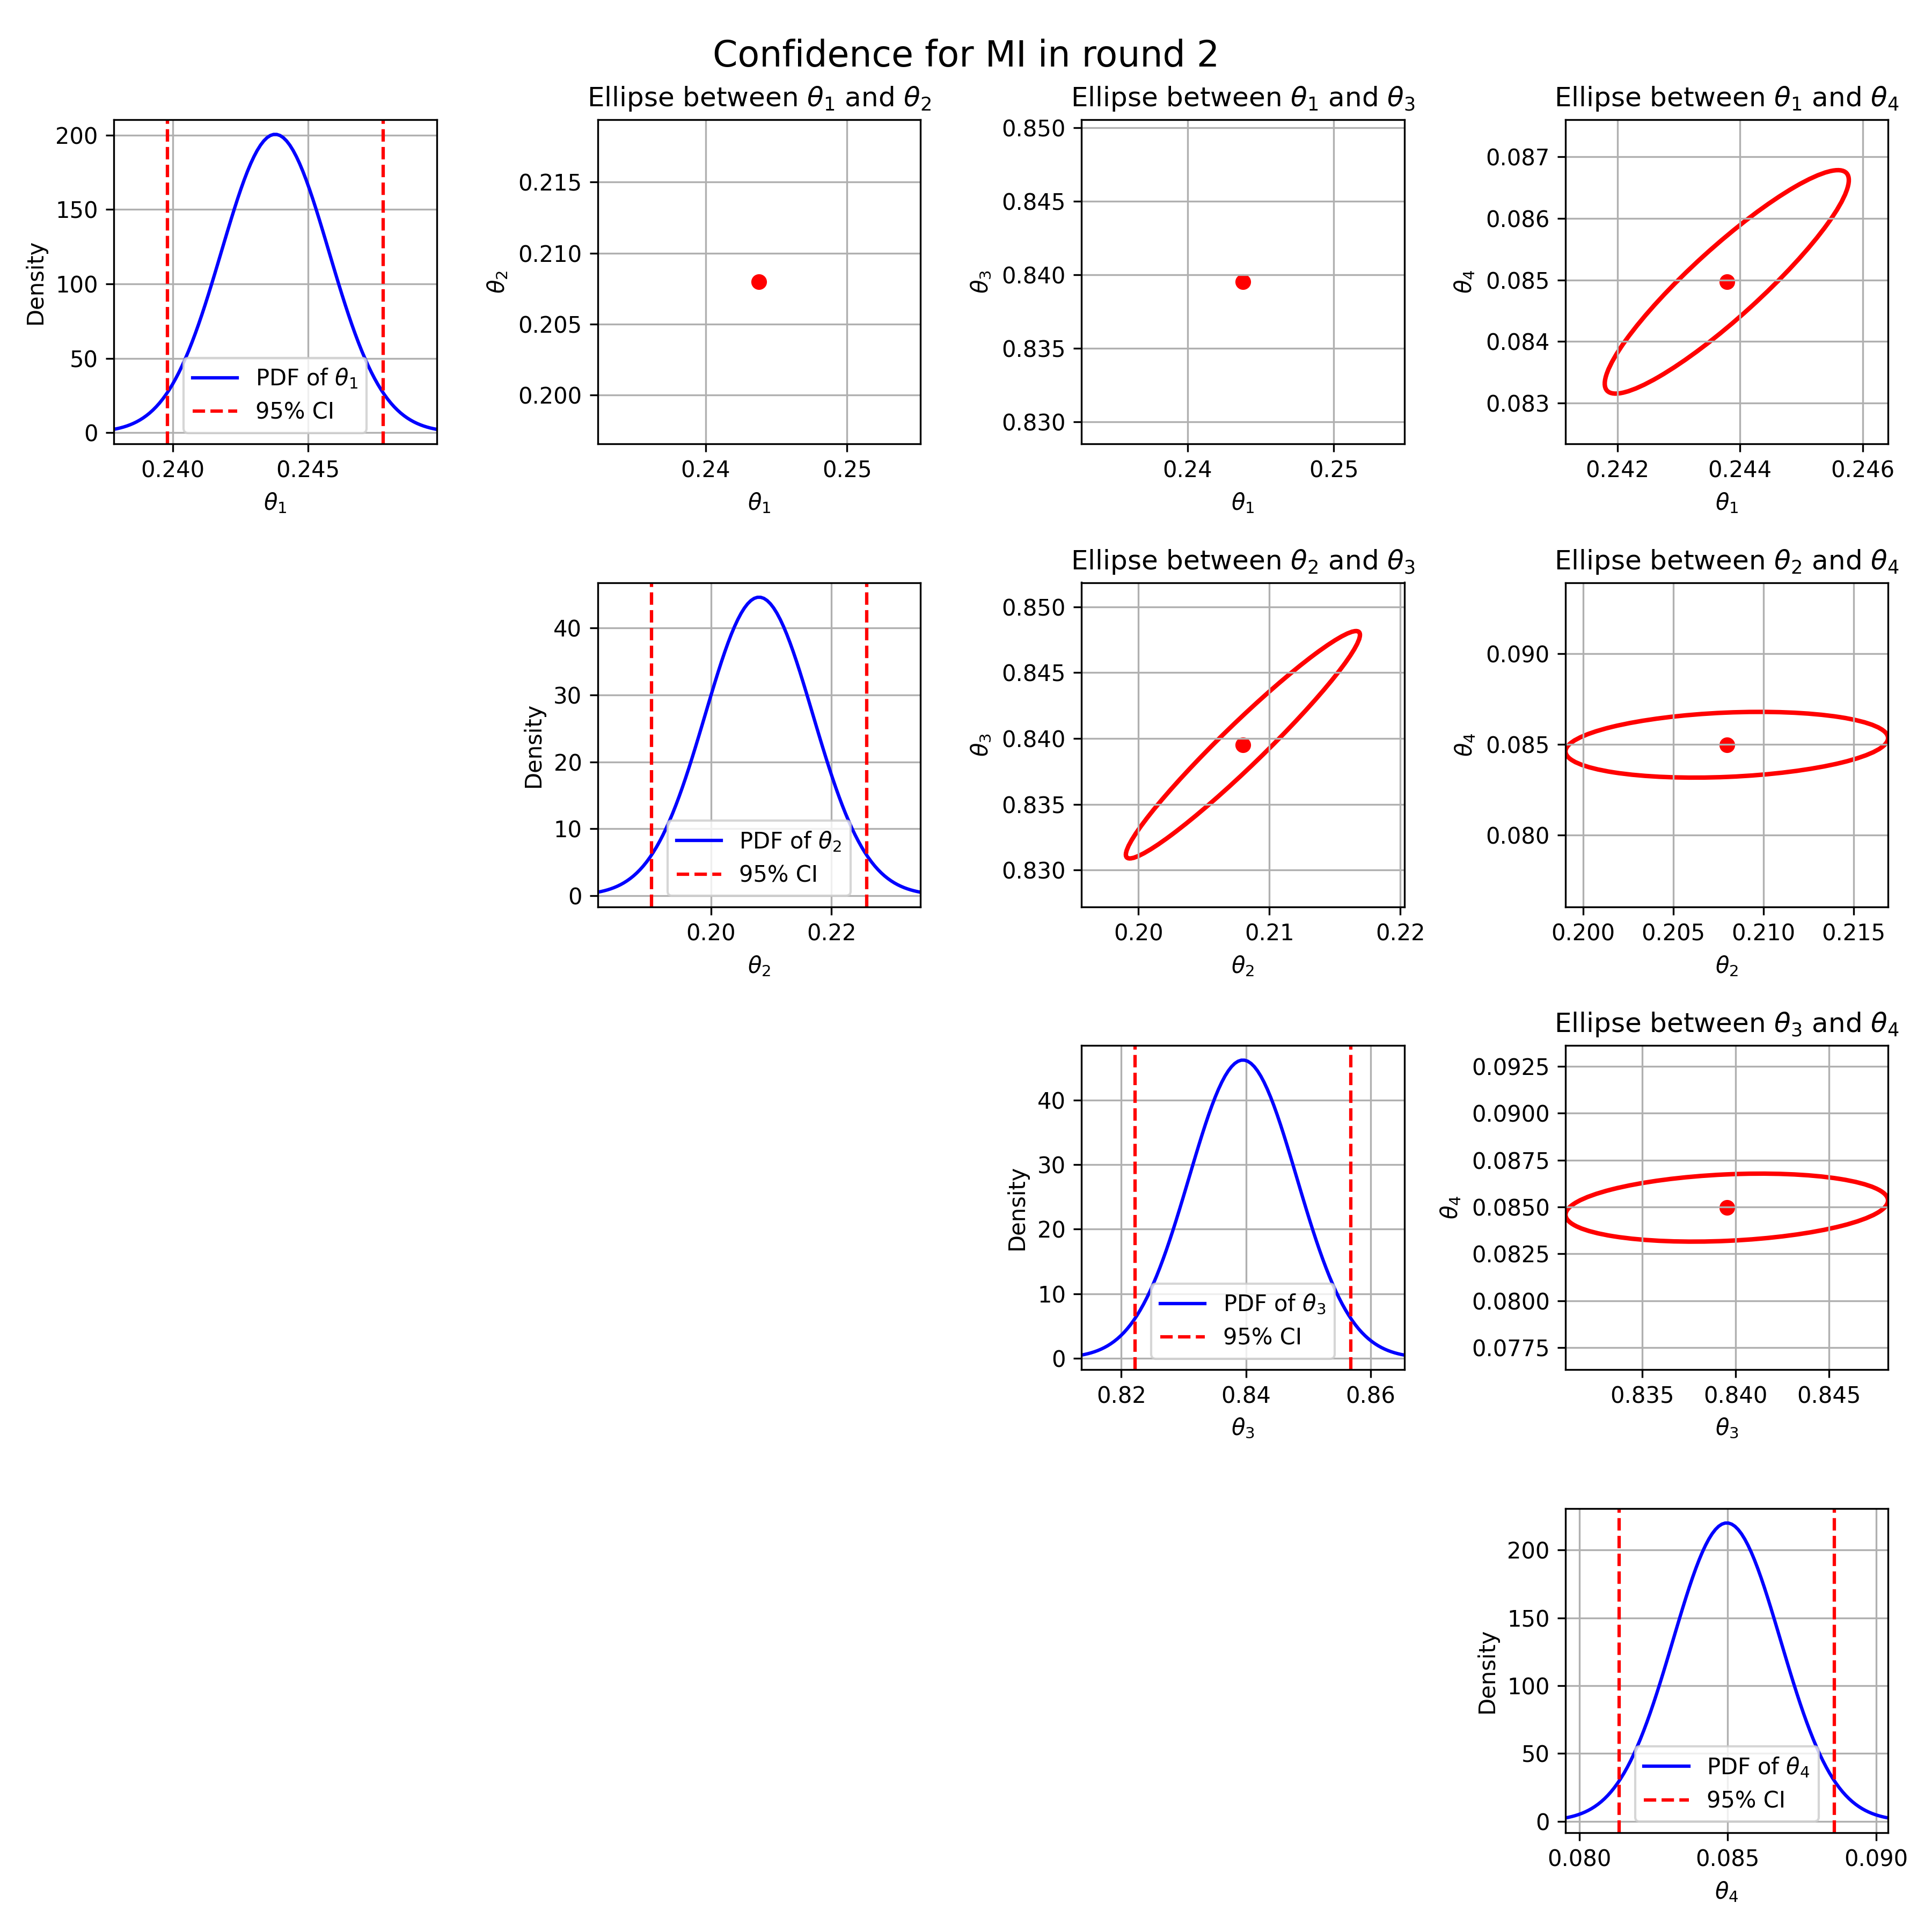 Confidence for MI in round 2
Ellipse between θ1 and θ2
Ellipse between θ1 and θ3
Ellipse between θ1 and θ4
200
150
100
50
0
Density
PDF of θ1
95% CI
0.240 0.245
θ1
0.215
0.210
0.205
0.200
θ2
0.24 0.25
θ1
0.850
0.845
0.840
0.835
0.830
θ3
0.24 0.25
θ1
0.087
0.086
0.085
0.084
0.083
θ4
0.242 0.244 0.246
θ1
Ellipse between θ2 and θ3
Ellipse between θ2 and θ4
40
30
20
10
0
Density
PDF of θ2
95% CI
0.20 0.22
θ2
0.850
0.845
0.840
0.835
0.830
θ3
0.20 0.21 0.22
θ2
0.090
0.085
0.080
θ4
0.200 0.205 0.210 0.215
θ2
Ellipse between θ3 and θ4
40
30
20
10
0
Density
PDF of θ3
95% CI
0.82 0.84 0.86
θ3
0.0925
0.0900
0.0875
0.0850
0.0825
0.0800
0.0775
θ4
0.835 0.840 0.845
θ3
200
150
100
50
0
Density
PDF of θ4
95% CI
0.080 0.085 0.090
θ4